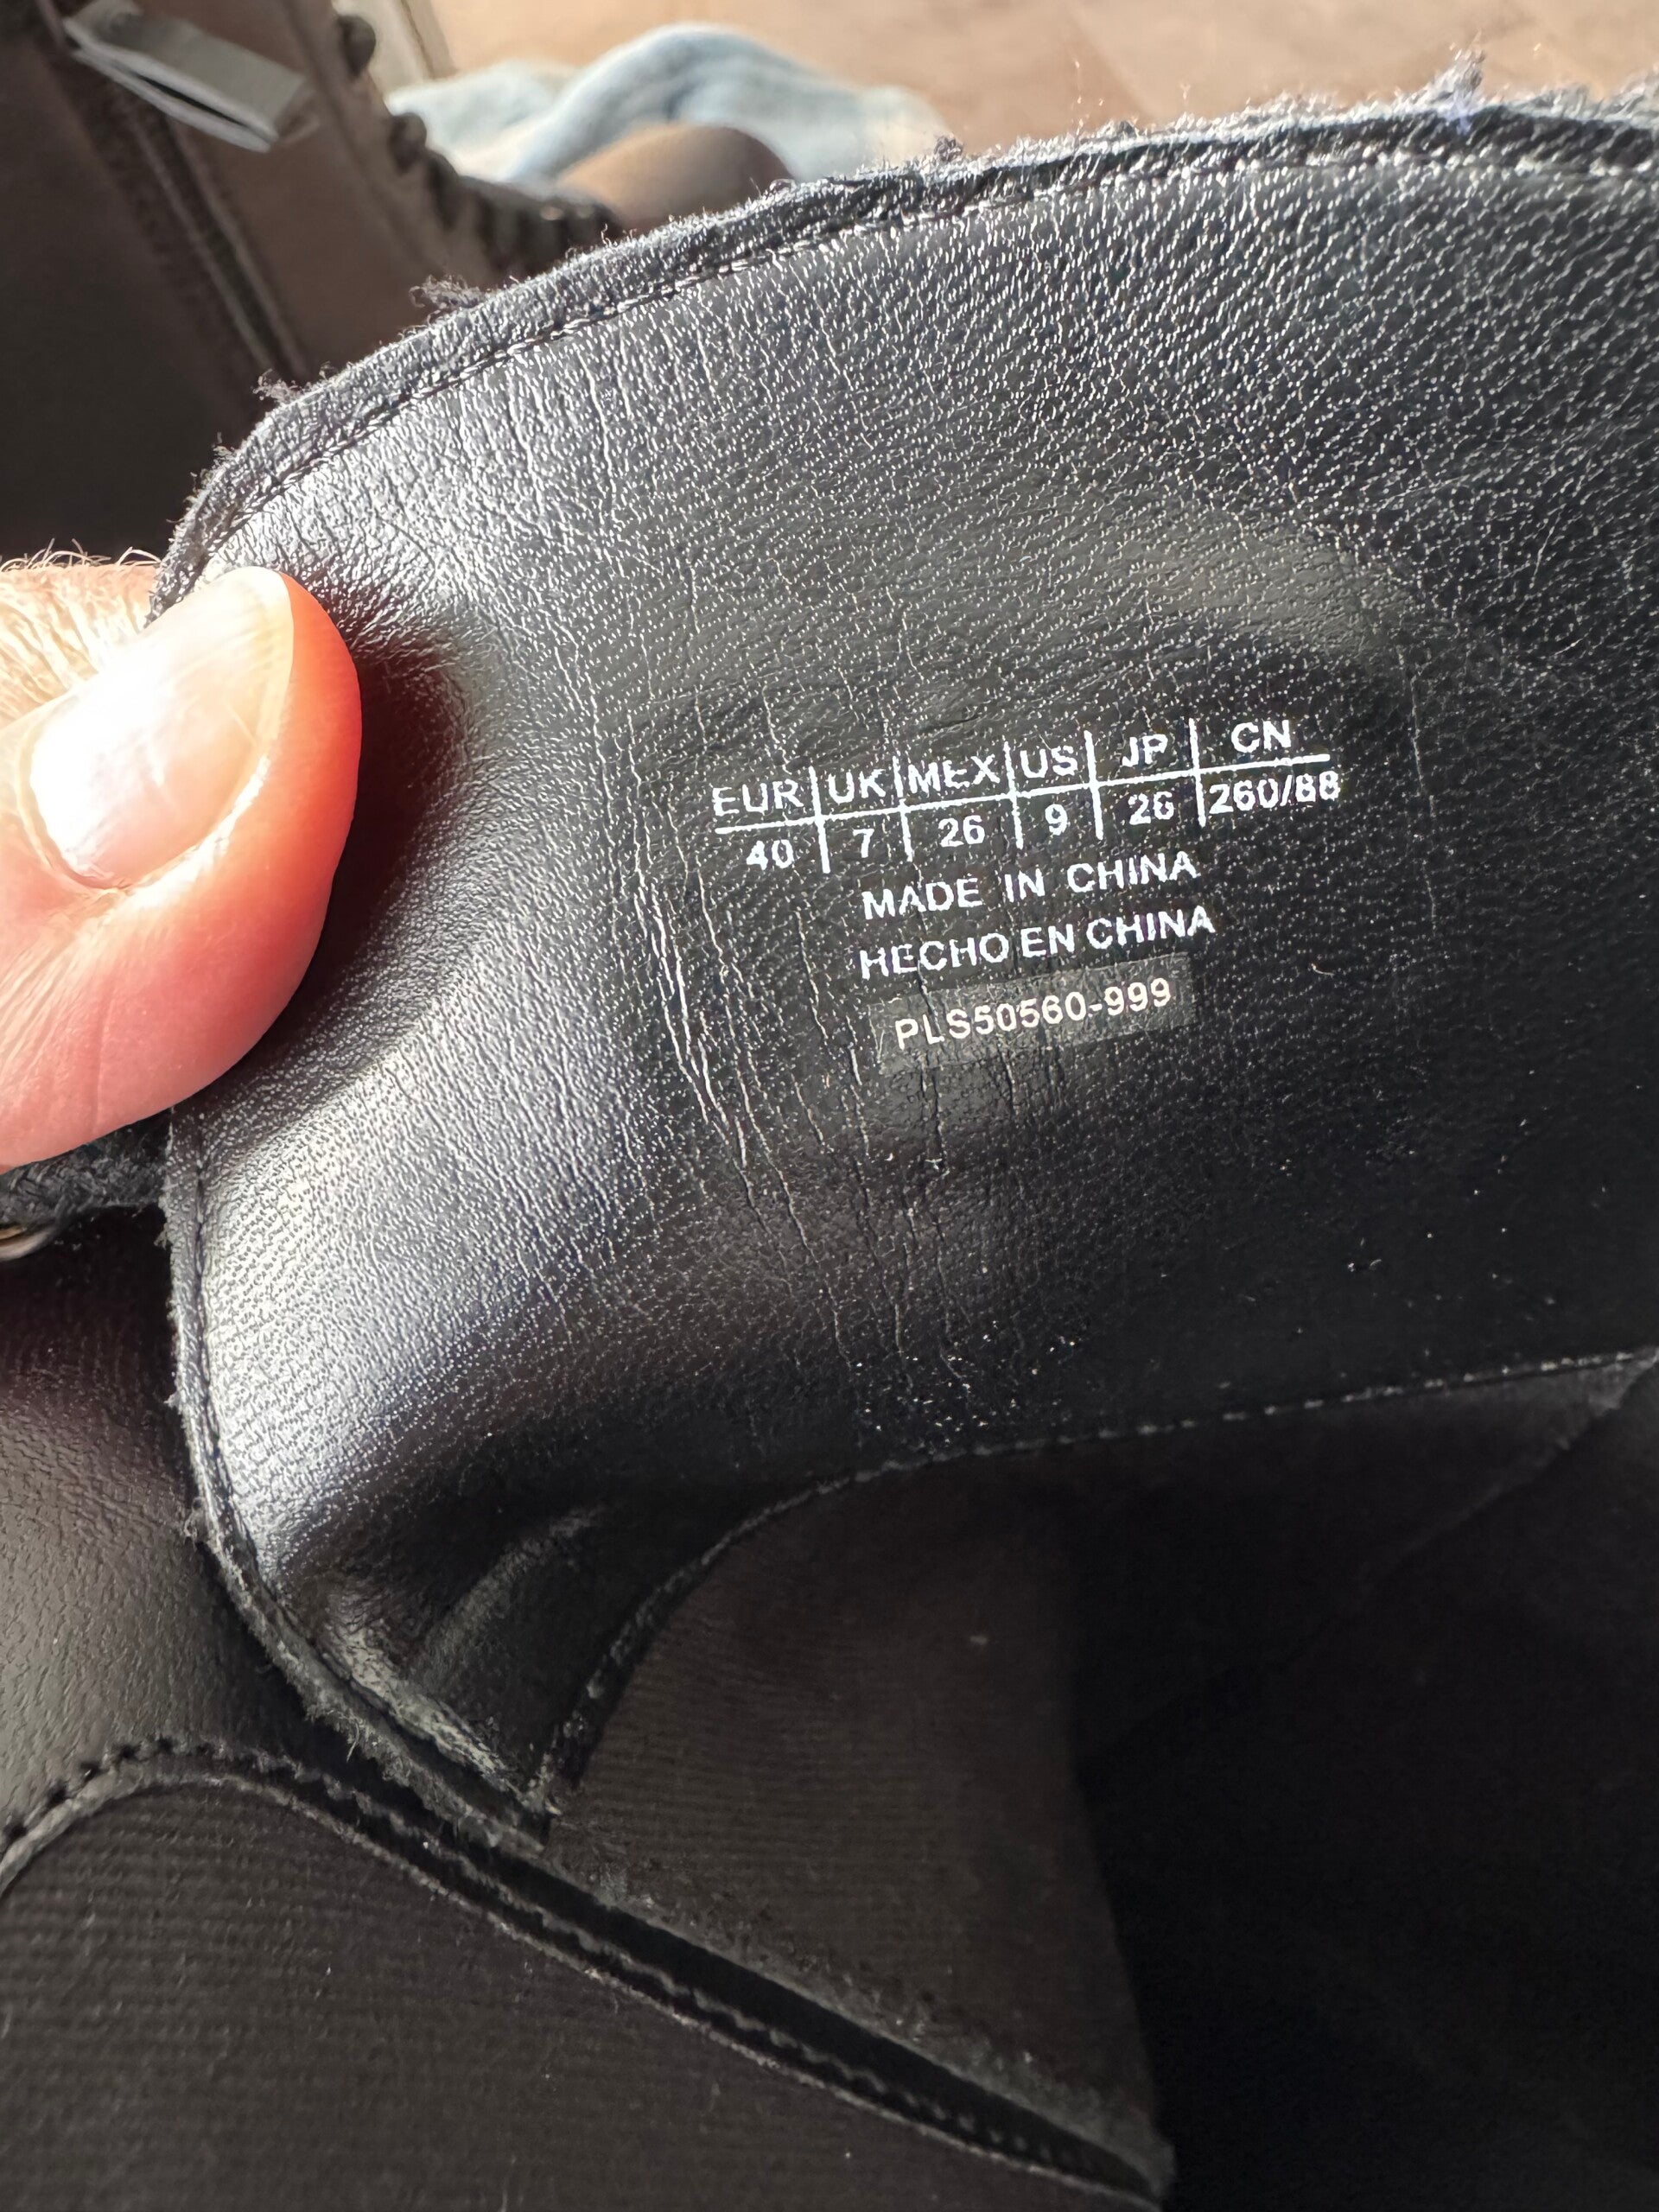 EUR UK MEX US JP CN
40 7 26 9 26 260/88
MADE IN CHINA
HECHO EN CHINA
PLS50560-999